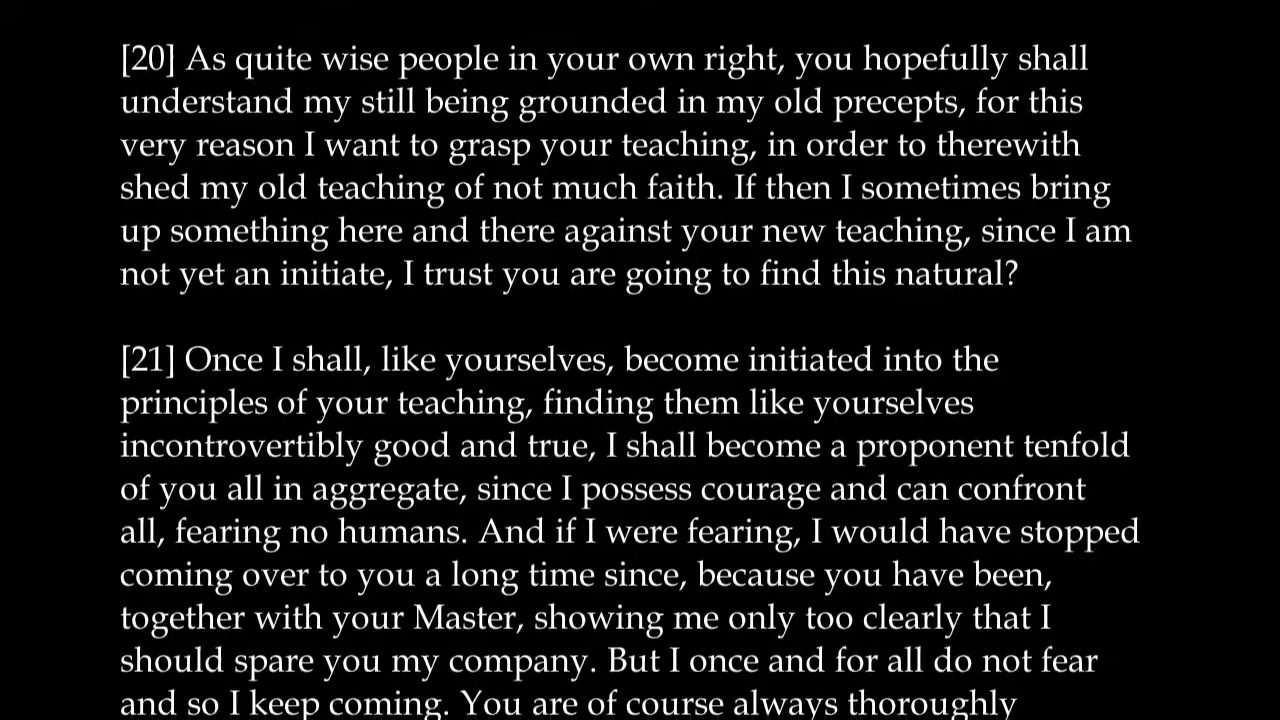 [20] As quite wise people in your own right, you hopefully shall
understand my still being grounded in my old precepts, for this
very reason I want to grasp your teaching, in order to therewith
shed my old teaching of not much faith. If then I sometimes bring
up something here and there against your new teaching, since I am
not yet an initiate, I trust you are going to find this natural?
[21] Once I shall, like yourselves, become initiated into the
principles of your teaching, finding them like yourselves
incontrovertibly good and true, I shall become a proponent tenfold
of you all in aggregate, since I possess courage and can confront
all, fearing no humans. And if I were fearing, I would have stopped
coming over to you a long time since, because you have been,
together with your Master, showing me only too clearly that I
should spare you my company. But I once and for all do not fear
and so I keep coming. You are of course always thoroughly